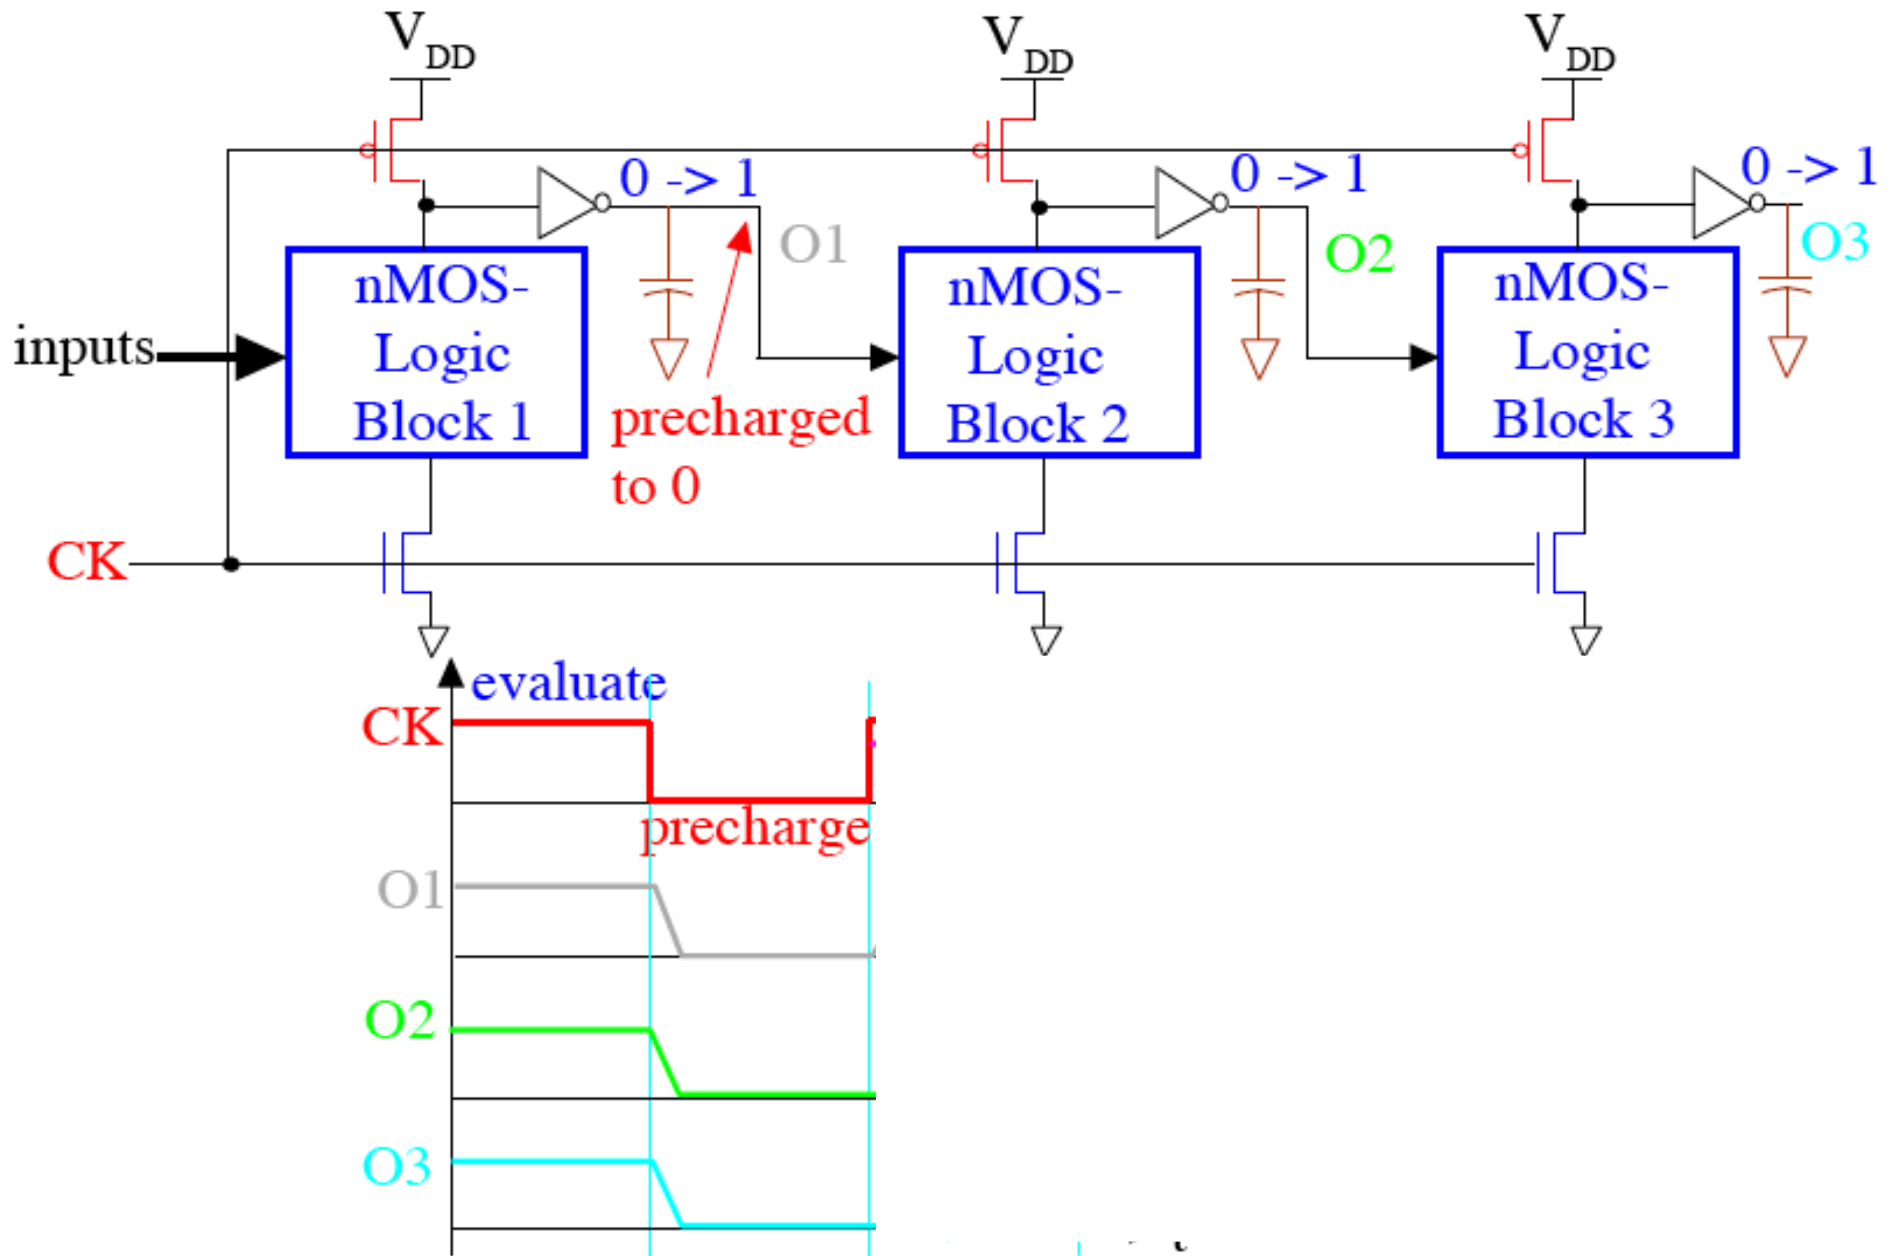 VDD
VDD
VDD
0 -> 1
0 -> 1
0 -> 1
O1
O2
O3
nMOS-
Logic
Block 1
nMOS-
Logic
Block 2
nMOS-
Logic
Block 3
inputs
precharged
to 0
CK
evaluate
CK
precharge
O1
O2
O3